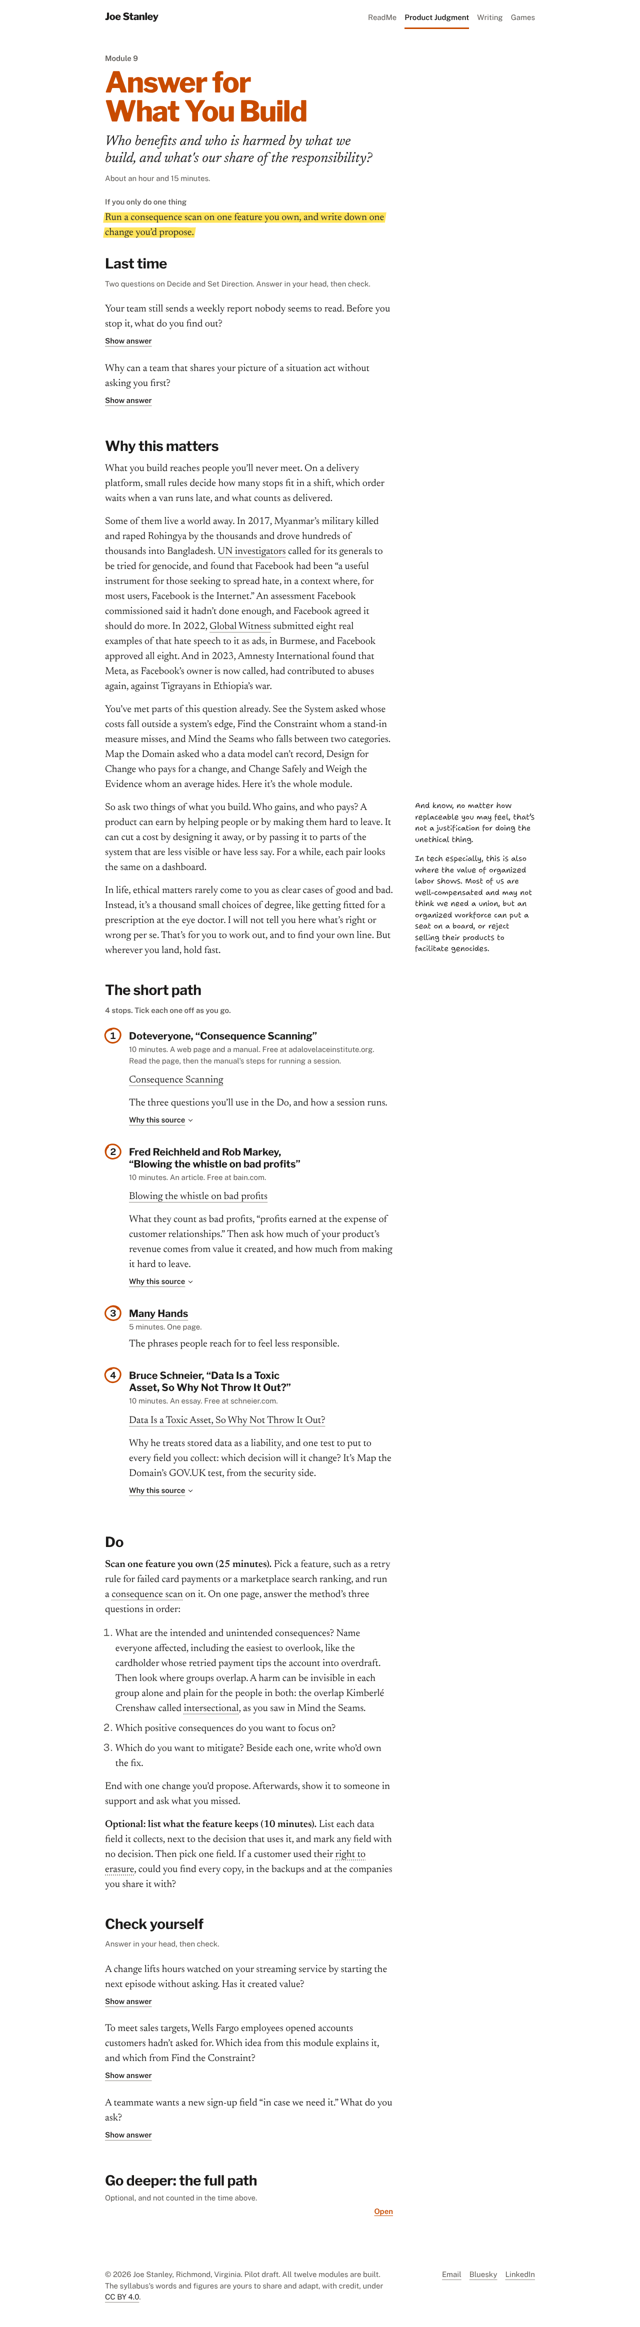 Joe Stanley
ReadMe Product Judgment Writing Games
Module 9
Answer for
What You Build
Who benefits and who is harmed by what we
build, and what's our share of the responsibility?
About an hour and 15 minutes.
If you only do one thing
Run a consequence scan on one feature you own, and write down one
change you'd propose.
Last time
Two questions on Decide and Set Direction. Answer in your head, then check.
Your team still sends a weekly report nobody seems to read. Before you
stop it, what do you find out?
Show answer
Why can a team that shares your picture of a situation act without
asking you first?
Show answer
Why this matters
What you build reaches people you'll never meet. On a delivery
platform, small rules decide how many stops fit in a shift, which order
waits when a van runs late, and what counts as delivered.
Some of them live a world away. In 2017, Myanmar's military killed
and raped Rohingya by the thousands and drove hundreds of
thousands into Bangladesh. UN investigators called for its generals to
be tried for genocide, and found that Facebook had been “a useful
instrument for those seeking to spread hate, in a context where, for
most users, Facebook is the Internet.” An assessment Facebook
commissioned said it hadn't done enough, and Facebook agreed it
should do more. In 2022, Global Witness submitted eight real
examples of that hate speech to it as ads, in Burmese, and Facebook
approved all eight. And in 2023, Amnesty International found that
Meta, as Facebook's owner is now called, had contributed to abuses
again, against Tigrayans in Ethiopia's war.
You've met parts of this question already. See the System asked whose
costs fall outside a system's edge, Find the Constraint whom a stand-in
measure misses, and Mind the Seams who falls between two categories.
Map the Domain asked who a data model can't record, Design for
Change who pays for a change, and Change Safely and Weigh the
Evidence whom an average hides. Here it's the whole module.
So ask two things of what you build. Who gains, and who pays? A
product can earn by helping people or by making them hard to leave. It
can cut a cost by designing it away, or by passing it to parts of the
system that are less visible or have less say. For a while, each pair looks
the same on a dashboard.
And know, no matter how
replaceable you may feel, that's
not a justification for doing the
unethical thing.
In tech especially, this is also
where the value of organized
labor shows. Most of us are
well-compensated and may not
think we need a union, but an
organized workforce can put a
seat on a board, or reject
selling their products to
facilitate genocides.
In life, ethical matters rarely come to you as clear cases of good and bad.
Instead, it's a thousand small choices of degree, like getting fitted for a
prescription at the eye doctor. I will not tell you here what's right or
wrong per se. That's for you to work out, and to find your own line. But
wherever you land, hold fast.
The short path
4 stops. Tick each one off as you go.
1 Doteveryone, “Consequence Scanning”
10 minutes. A web page and a manual. Free at adalovelaceinstitute.org.
Read the page, then the manual's steps for running a session.
Consequence Scanning
The three questions you'll use in the Do, and how a session runs.
Why this source
2 Fred Reichheld and Rob Markey,
“Blowing the whistle on bad profits”
10 minutes. An article. Free at bain.com.
Blowing the whistle on bad profits
What they count as bad profits, “profits earned at the expense of
customer relationships.” Then ask how much of your product's
revenue comes from value it created, and how much from making
it hard to leave.
Why this source
3 Many Hands
5 minutes. One page.
The phrases people reach for to feel less responsible.
4 Bruce Schneier, “Data Is a Toxic
Asset, So Why Not Throw It Out?”
10 minutes. An essay. Free at schneier.com.
Data Is a Toxic Asset, So Why Not Throw It Out?
Why he treats stored data as a liability, and one test to put to
every field you collect: which decision will it change? It's Map the
Domain's GOV.UK test, from the security side.
Why this source
Do
Scan one feature you own (25 minutes). Pick a feature, such as a retry
rule for failed card payments or a marketplace search ranking, and run
a consequence scan on it. On one page, answer the method's three
questions in order:
1. What are the intended and unintended consequences? Name
everyone affected, including the easiest to overlook, like the
cardholder whose retried payment tips the account into overdraft.
Then look where groups overlap. A harm can be invisible in each
group alone and plain for the people in both: the overlap Kimberlé
Crenshaw called intersectional, as you saw in Mind the Seams.
2. Which positive consequences do you want to focus on?
3. Which do you want to mitigate? Beside each one, write who'd own
the fix.
End with one change you'd propose. Afterwards, show it to someone in
support and ask what you missed.
Optional: list what the feature keeps (10 minutes). List each data
field it collects, next to the decision that uses it, and mark any field with
no decision. Then pick one field. If a customer used their right to
erasure, could you find every copy, in the backups and at the companies
you share it with?
Check yourself
Answer in your head, then check.
A change lifts hours watched on your streaming service by starting the
next episode without asking. Has it created value?
Show answer
To meet sales targets, Wells Fargo employees opened accounts
customers hadn't asked for. Which idea from this module explains it,
and which from Find the Constraint?
Show answer
A teammate wants a new sign-up field “in case we need it.” What do you
ask?
Show answer
Go deeper: the full path
Optional, and not counted in the time above.
Open
© 2026 Joe Stanley, Richmond, Virginia. Pilot draft. All twelve modules are built.
The syllabus's words and figures are yours to share and adapt, with credit, under
CC BY 4.0.
Email Bluesky LinkedIn